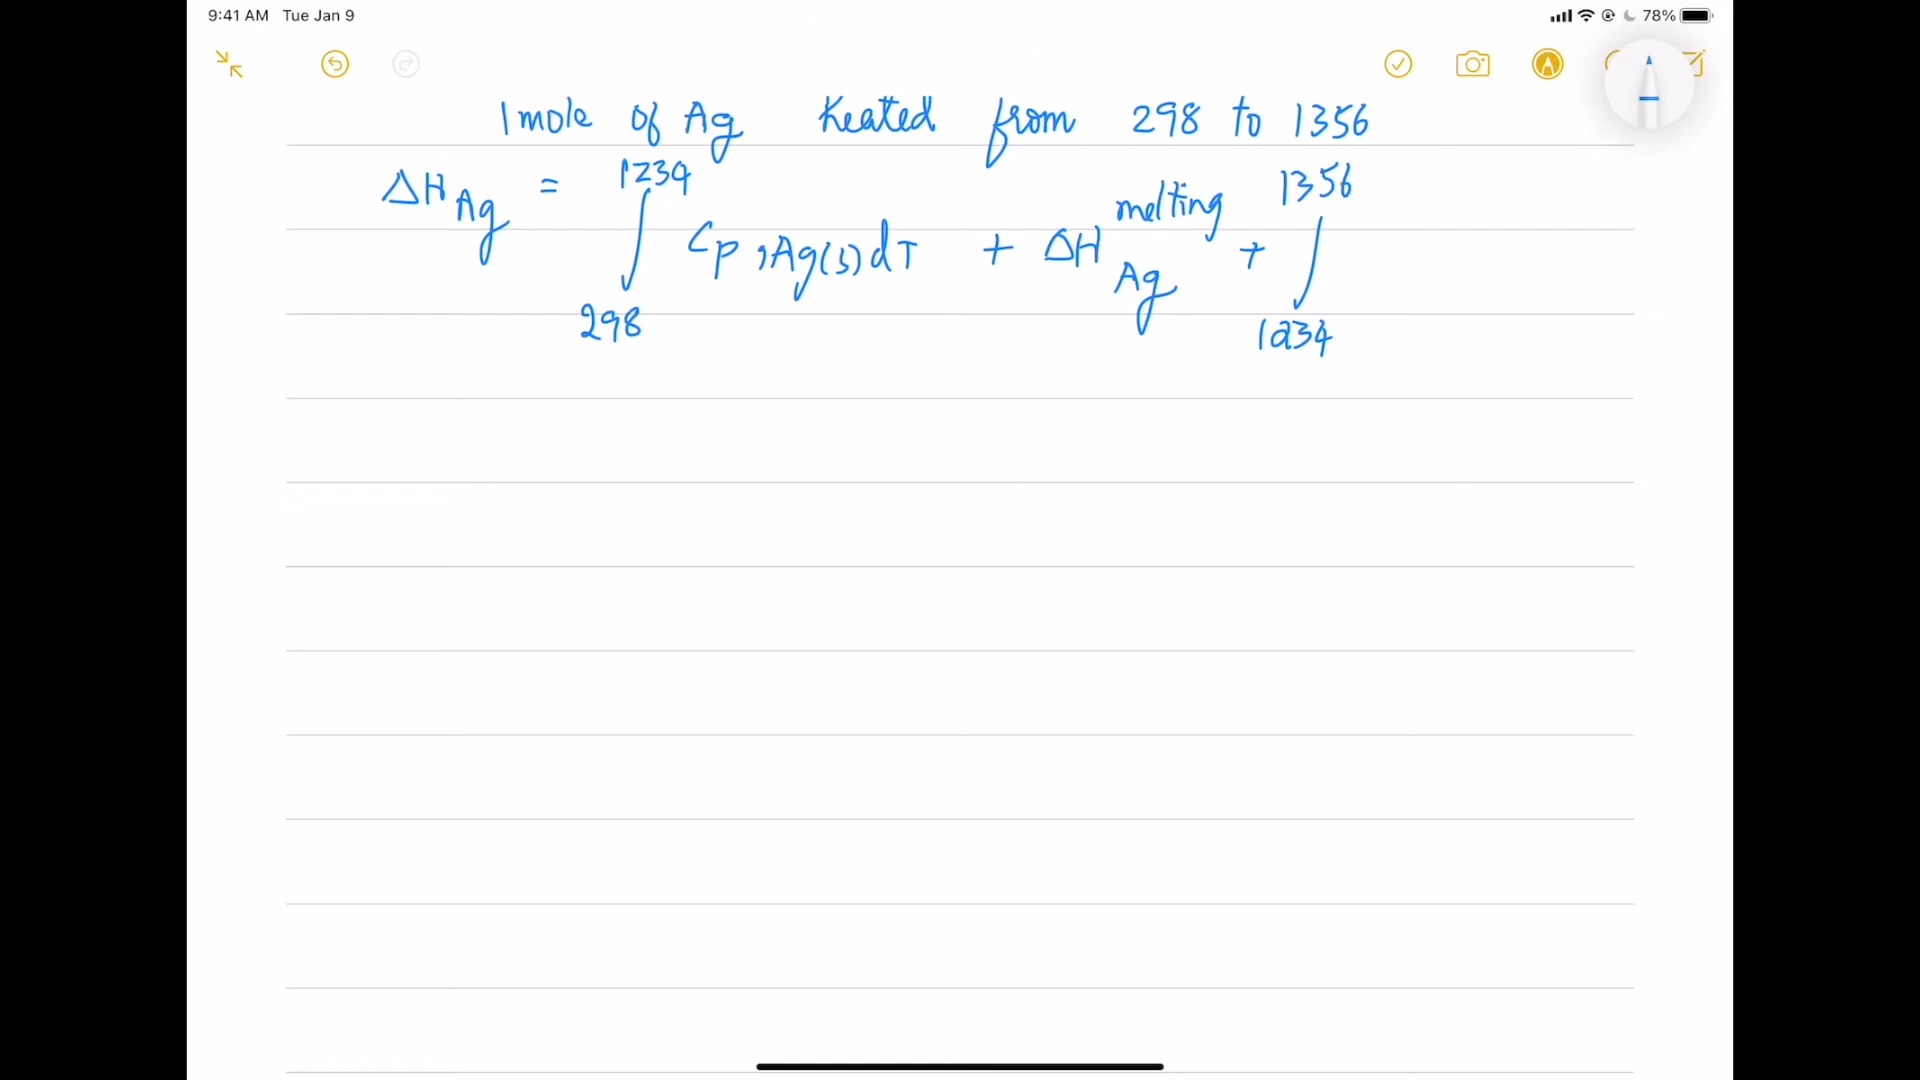 9:41 AM Tue Jan 9 78%
1 mole of Ag heated from 298 to 1356
ΔH_Ag = ∫_298^1234 Cp,Ag(s)dT + ΔH_Ag^melting + ∫_1234^1356